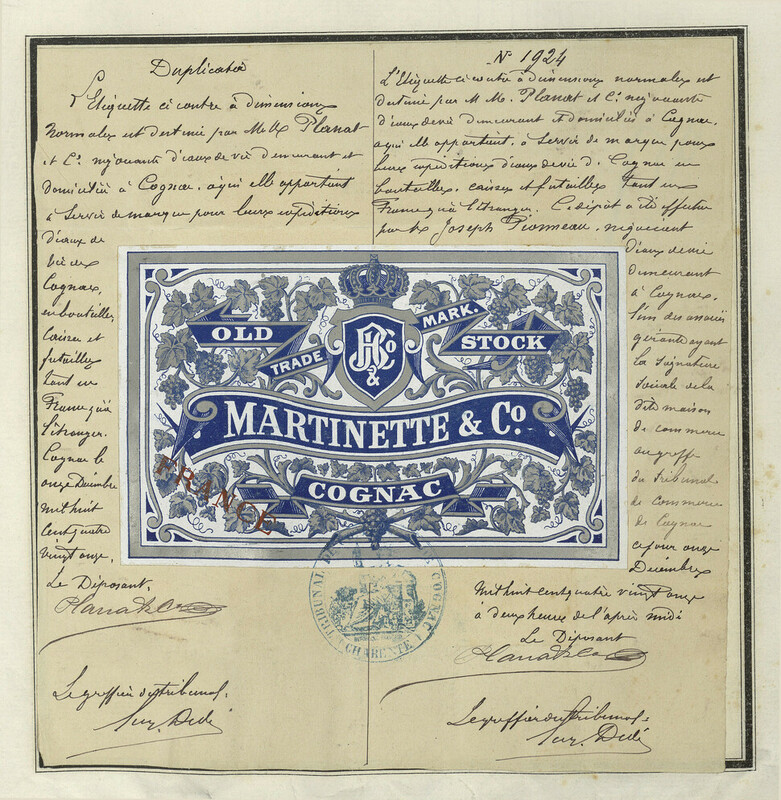 Duplicata
L'Etiquette ci contre à dimensions
normales est destinée par MM. Planat
et Cie négociants d'eaux de vie demeurant et
domiciliés à Cognac, à qui elle appartient
à servir de marque pour leurs expéditions
d'eaux de
vie de
Cognac,
en bouteilles,
caisses et
futailles
tant en
France qu'à
l'étranger.
Cognac le
onze Décembre
mil huit
cent quatre
vingt onze.
Le Déposant,
Planat & Co
Le greffier du tribunal.
N° 1924
L'Etiquette ci contre à dimensions normales est
destinée par M M. Planat et Cie négociants
d'eaux de vie demeurant et domiciliés à Cognac,
à qui elle appartient, à servir de marque pour
leurs expéditions d'eaux de vie de Cognac en
bouteilles, caisses et futailles tant en
France qu'à l'étranger. Ce dépôt a été effectué
par M. Joseph négociant
d'eaux de vie
demeurant
à Cognac,
l'un des associés
gérants ayant
la signature
sociale de la
dite maison
de commerce
au greffe
du tribunal
de commerce
de Cognac
ce jour onze
Décembre
mil huit cent quatre vingt onze
à deux heures de l'après midi
Le Déposant
Planat & Co
Le greffier du tribunal.
OLD
TRADE
MARK.
STOCK
MARTINETTE & Co.
COGNAC
FRANCE
TRIBUNAL DE COGNAC
CHARENTE